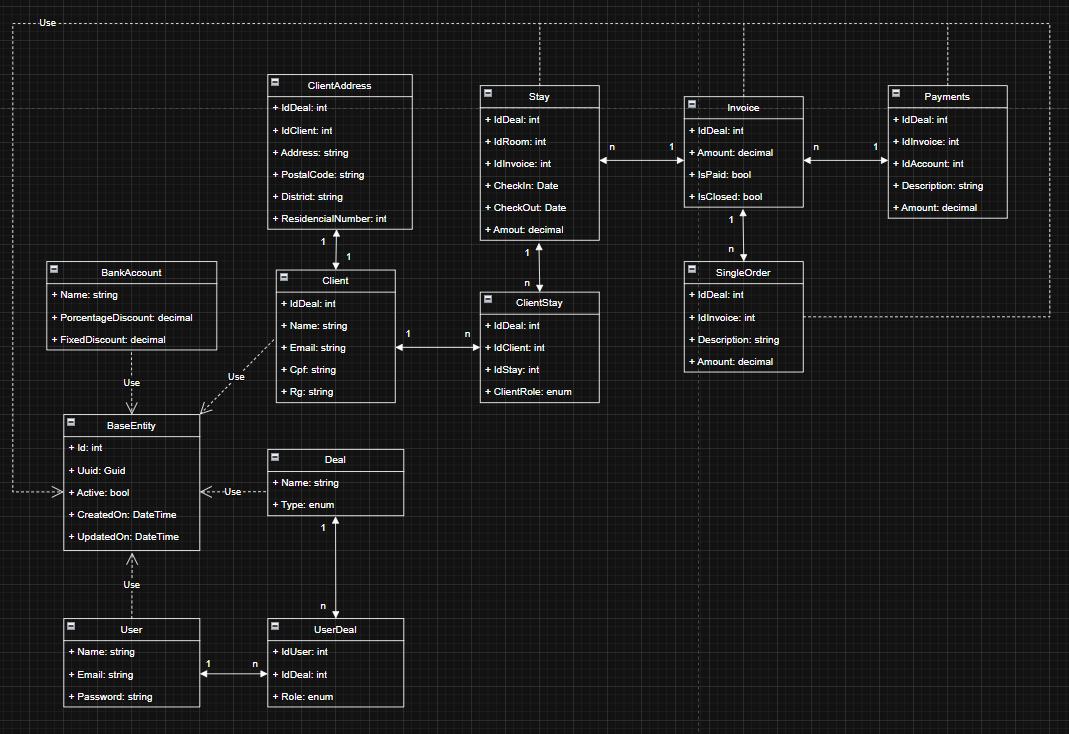 Use
ClientAddress
+ IdDeal: int
+ IdClient: int
+ Address: string
+ PostalCode: string
+ District: string
+ ResidencialNumber: int
Stay
+ IdDeal: int
+ IdRoom: int
+ IdInvoice: int
+ CheckIn: Date
+ CheckOut: Date
+ Amout: decimal
n
1
Invoice
+ IdDeal: int
+ Amount: decimal
+ IsPaid: bool
+ IsClosed: bool
n
1
Payments
+ IdDeal: int
+ IdInvoice: int
+ IdAccount: int
+ Description: string
+ Amount: decimal
1
1
1
n
1
n
BankAccount
+ Name: string
+ PorcentageDiscount: decimal
+ FixedDiscount: decimal
Use
Client
+ IdDeal: int
+ Name: string
+ Email: string
+ Cpf: string
+ Rg: string
Use
1
n
ClientStay
+ IdDeal: int
+ IdClient: int
+ IdStay: int
+ ClientRole: enum
SingleOrder
+ IdDeal: int
+ IdInvoice: int
+ Description: string
+ Amount: decimal
BaseEntity
+ Id: int
+ Uuid: Guid
+ Active: bool
+ CreatedOn: DateTime
+ UpdatedOn: DateTime
Use
Deal
+ Name: string
+ Type: enum
1
n
Use
User
+ Name: string
+ Email: string
+ Password: string
1
n
UserDeal
+ IdUser: int
+ IdDeal: int
+ Role: enum